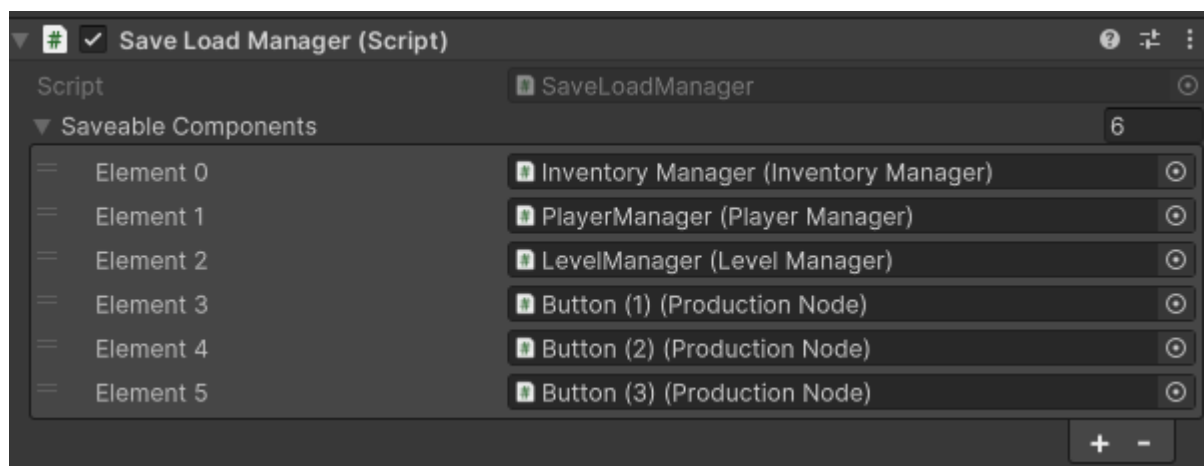 Save Load Manager (Script)
Script SaveLoadManager
Saveable Components 6
Element 0 Inventory Manager (Inventory Manager)
Element 1 PlayerManager (Player Manager)
Element 2 LevelManager (Level Manager)
Element 3 Button (1) (Production Node)
Element 4 Button (2) (Production Node)
Element 5 Button (3) (Production Node)
+ -